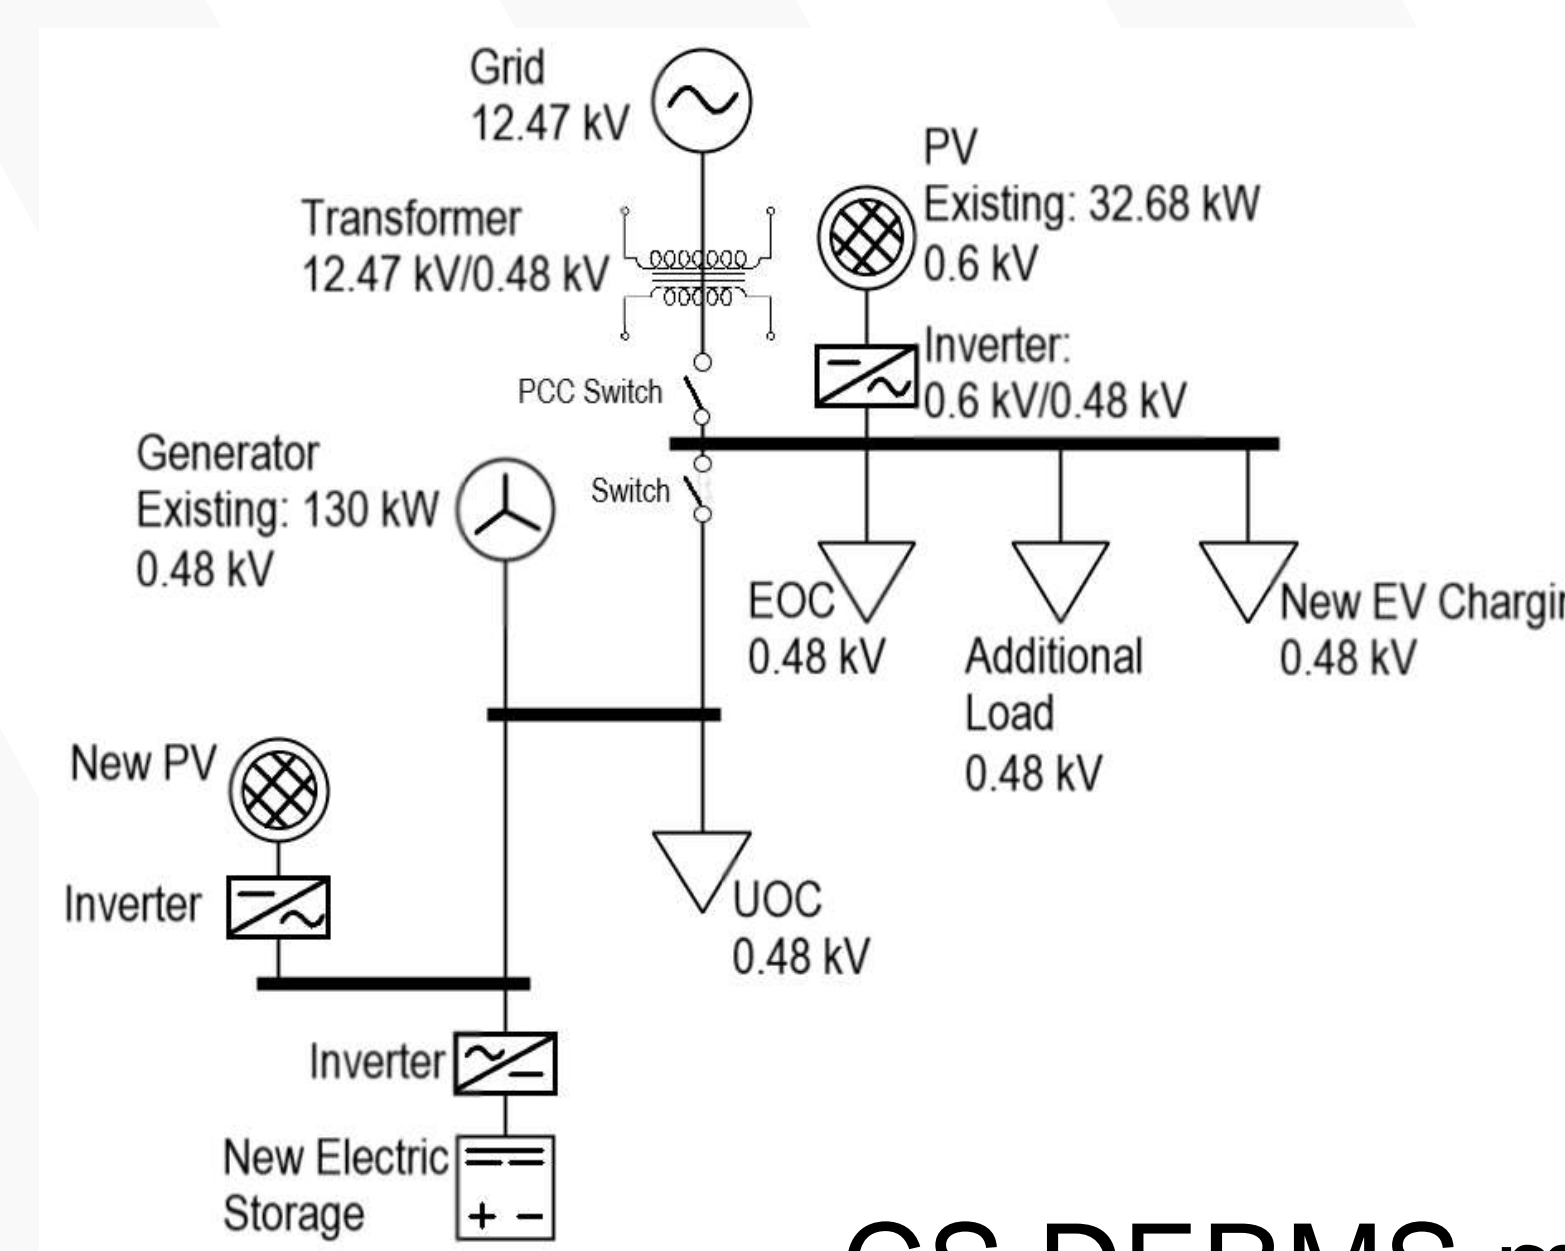 Grid
12.47 kV
PV
Existing: 32.68 kW
0.6 kV
Transformer
12.47 kV/0.48 kV
Inverter:
0.6 kV/0.48 kV
PCC Switch
Generator
Existing: 130 kW
0.48 kV
Switch
EOC
0.48 kV
Additional
Load
0.48 kV
New EV
0.48 kV
New PV
Inverter
UOC
0.48 kV
Inverter
New Electric
Storage